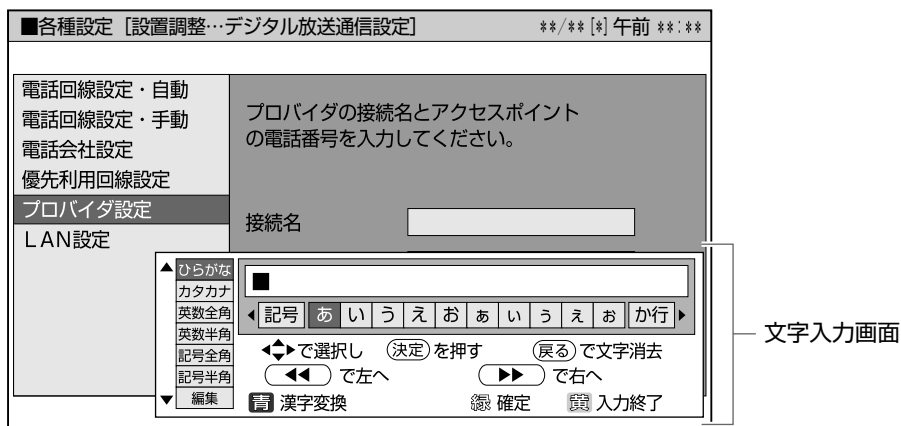 ■各種設定［設置調整…デジタル放送通信設定］ **/**[*]午前 **:**
電話回線設定・自動
電話回線設定・手動
電話会社設定
優先利用回線設定
プロバイダ設定
ＬＡＮ設定
プロバイダの接続名とアクセスポイント
の電話番号を入力してください。
接続名
▲ ひらがな
カタカナ
英数全角
英数半角
記号全角
記号半角
▼ 編集
■
◀ 記号 あ い う え お ぁ ぃ ぅ ぇ ぉ か行 ▶
で選択し 決定 を押す 戻る で文字消去
◀◀ で左へ ▶▶ で右へ
青 漢字変換 緑 確定 黄 入力終了
文字入力画面